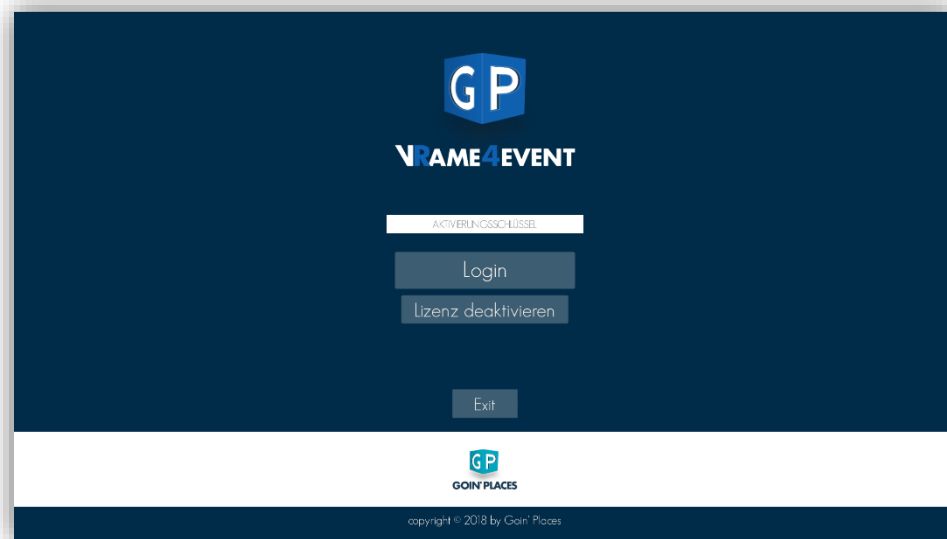 GP
VRAME4EVENT
AKTIVIERUNGSSCHLÜSSEL
Login
Lizenz deaktivieren
Exit
GP
GOIN' PLACES
copyright © 2018 by Goin' Places